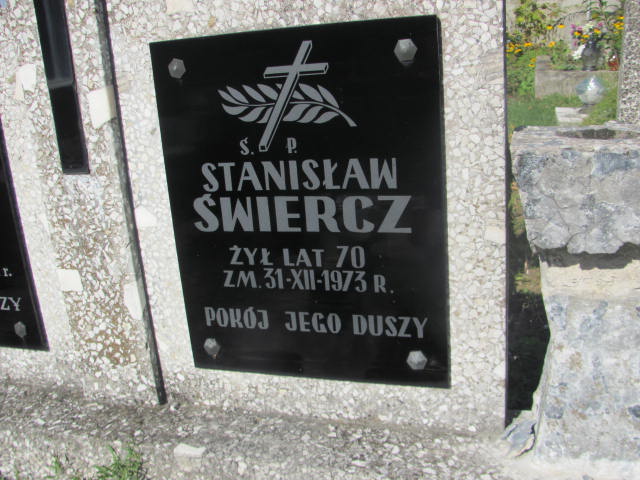 Ś. P.
STANISŁAW
ŚWIERCZ
ŻYŁ LAT 70
ZM. 31-XII-1973 R.
POKÓJ JEGO DUSZY